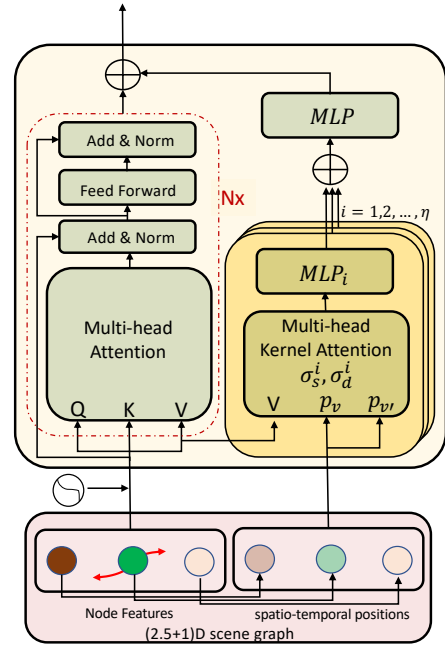 MLP
Add & Norm
Feed Forward
Nx
i = 1,2, … , η
Add & Norm
MLP_i
Multi-head
Attention
Multi-head
Kernel Attention
σ_s^i, σ_d^i
Q K V
V p_v p_v′
Node Features
spatio-temporal positions
(2.5+1)D scene graph